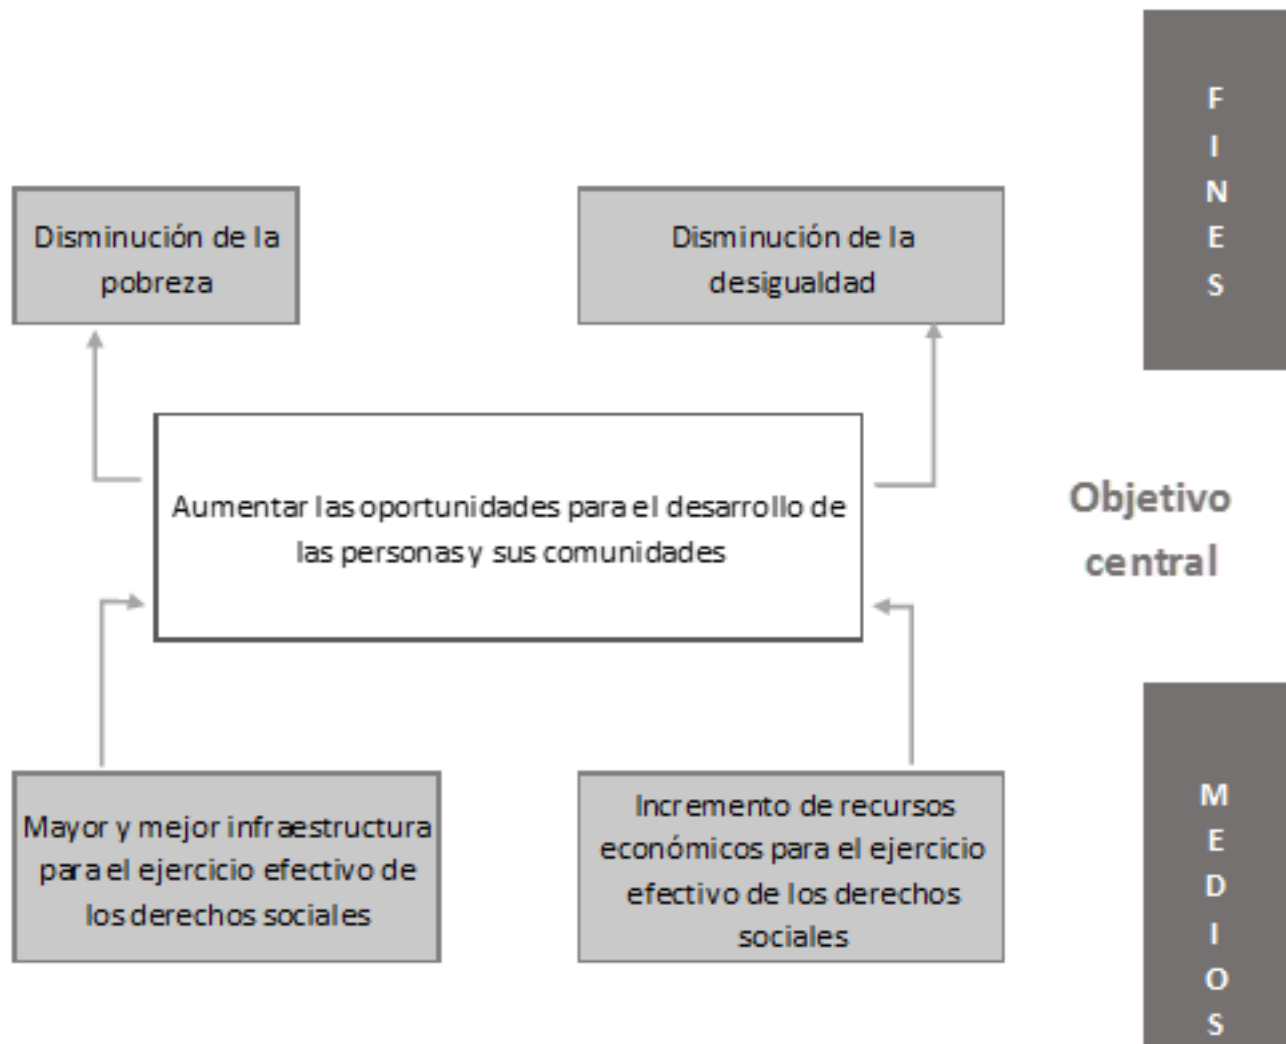 F
I
N
E
S
Disminución de la
pobreza
Disminución de la
desigualdad
Aumentar las oportunidades para el desarrollo de
las personas y sus comunidades
Objetivo
central
Mayor y mejor infraestructura
para el ejercicio efectivo de
los derechos sociales
Incremento de recursos
económicos para el ejercicio
efectivo de los derechos
sociales
M
E
D
I
O
S